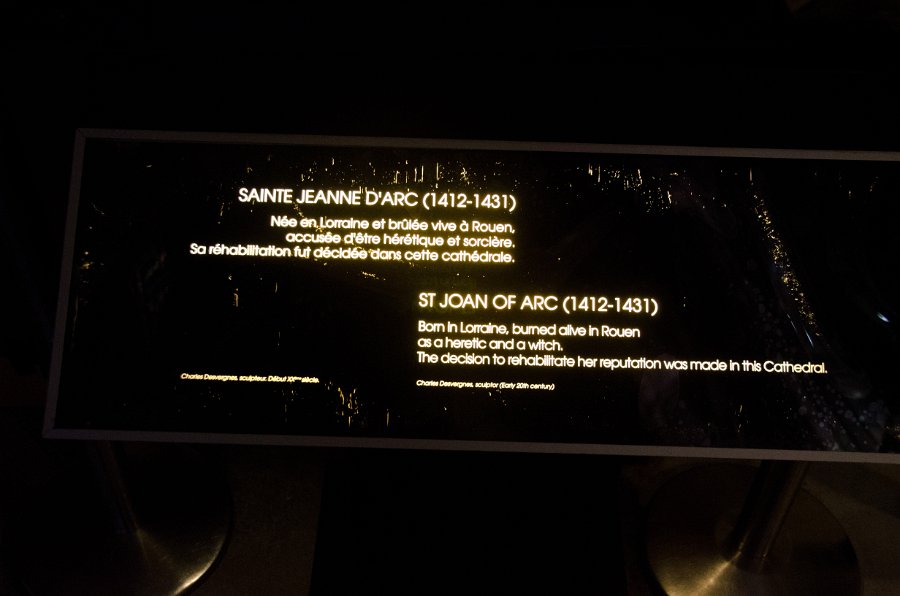 SAINTE JEANNE D'ARC (1412-1431)
Née en Lorraine et brûlée vive à Rouen,
accusée d'être hérétique et sorcière.
Sa réhabilitation fut décidée dans cette cathédrale.
Charles Desvergnes, sculpteur. Début XXème siècle.
ST JOAN OF ARC (1412-1431)
Born in Lorraine, burned alive in Rouen
as a heretic and a witch.
The decision to rehabilitate her reputation was made in this Cathedral.
Charles Desvergnes, sculptor (Early 20th century)